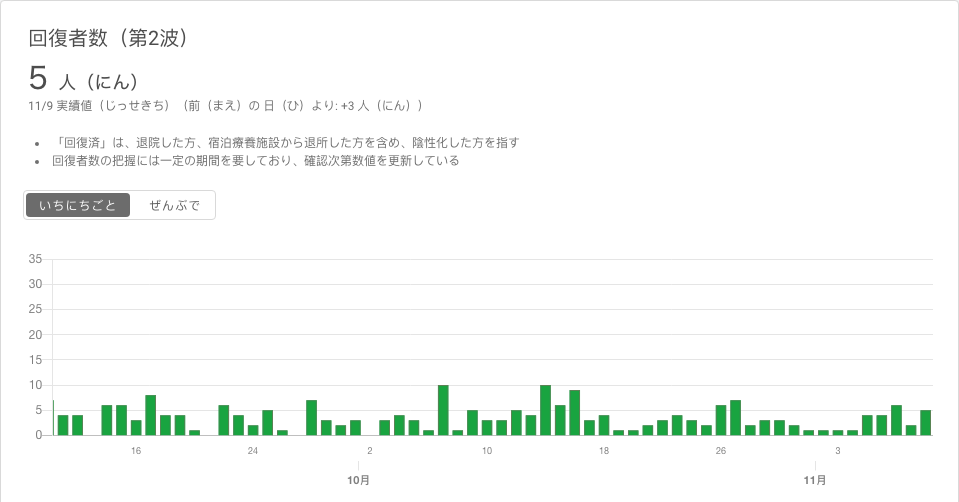 回復者数（第2波）
5 人（にん）
11/9 実績値（じっせきち）（前（まえ）の 日（ひ）より: +3 人（にん））
• 「回復済」は、退院した方、宿泊療養施設から退所した方を含め、陰性化した方を指す
• 回復者数の把握には一定の期間を要しており、確認次第数値を更新している
いちにちごと ぜんぶで
35
30
25
20
15
10
5
0
16 24 2 10 18 26 3
10月 11月